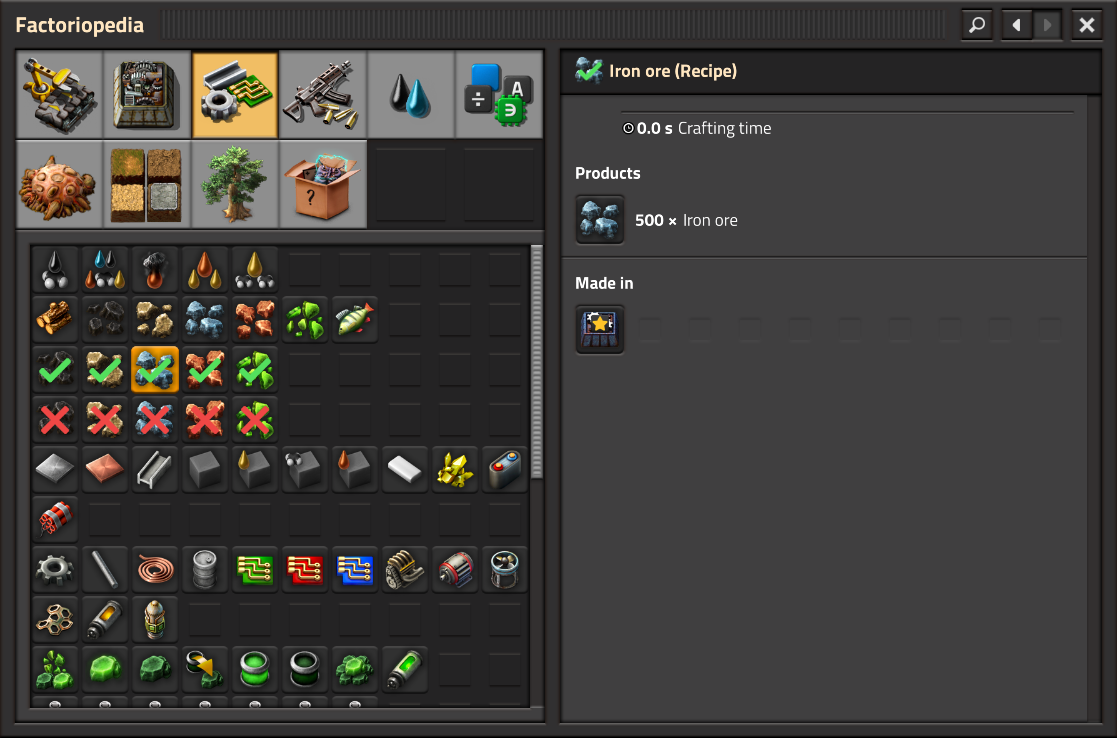 Factoriopedia
A
Iron ore (Recipe)
0.0 s Crafting time
Products
500 × Iron ore
Made in
?